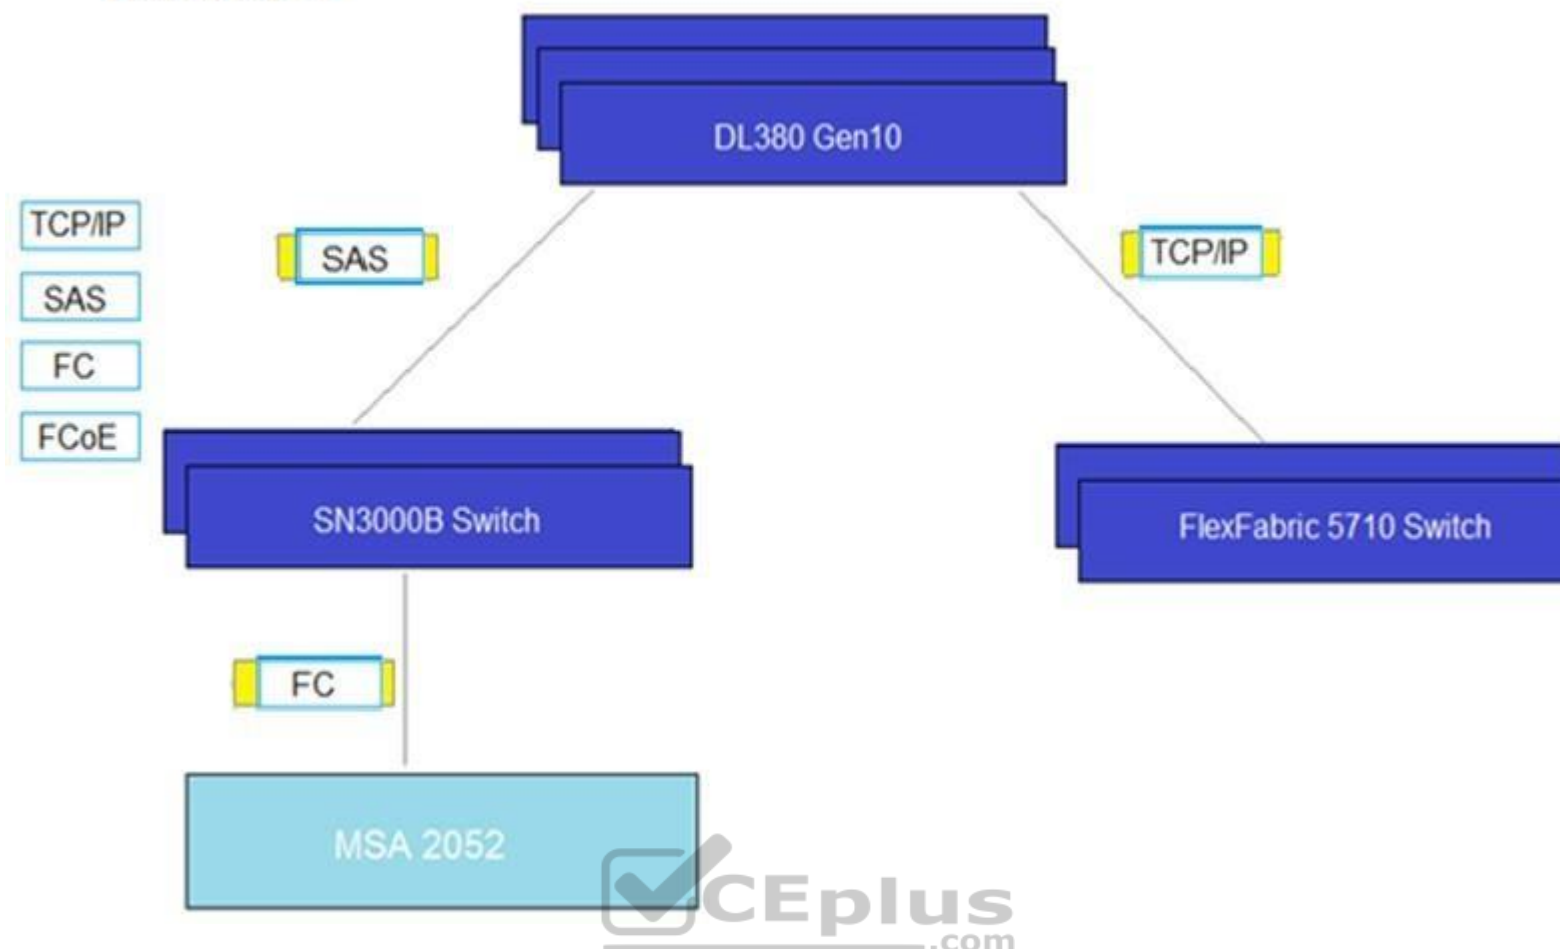 DL380 Gen10
TCP/IP
SAS
FC
FCoE
SAS
TCP/IP
SN3000B Switch
FlexFabric 5710 Switch
FC
MSA 2052
CEplus
.com